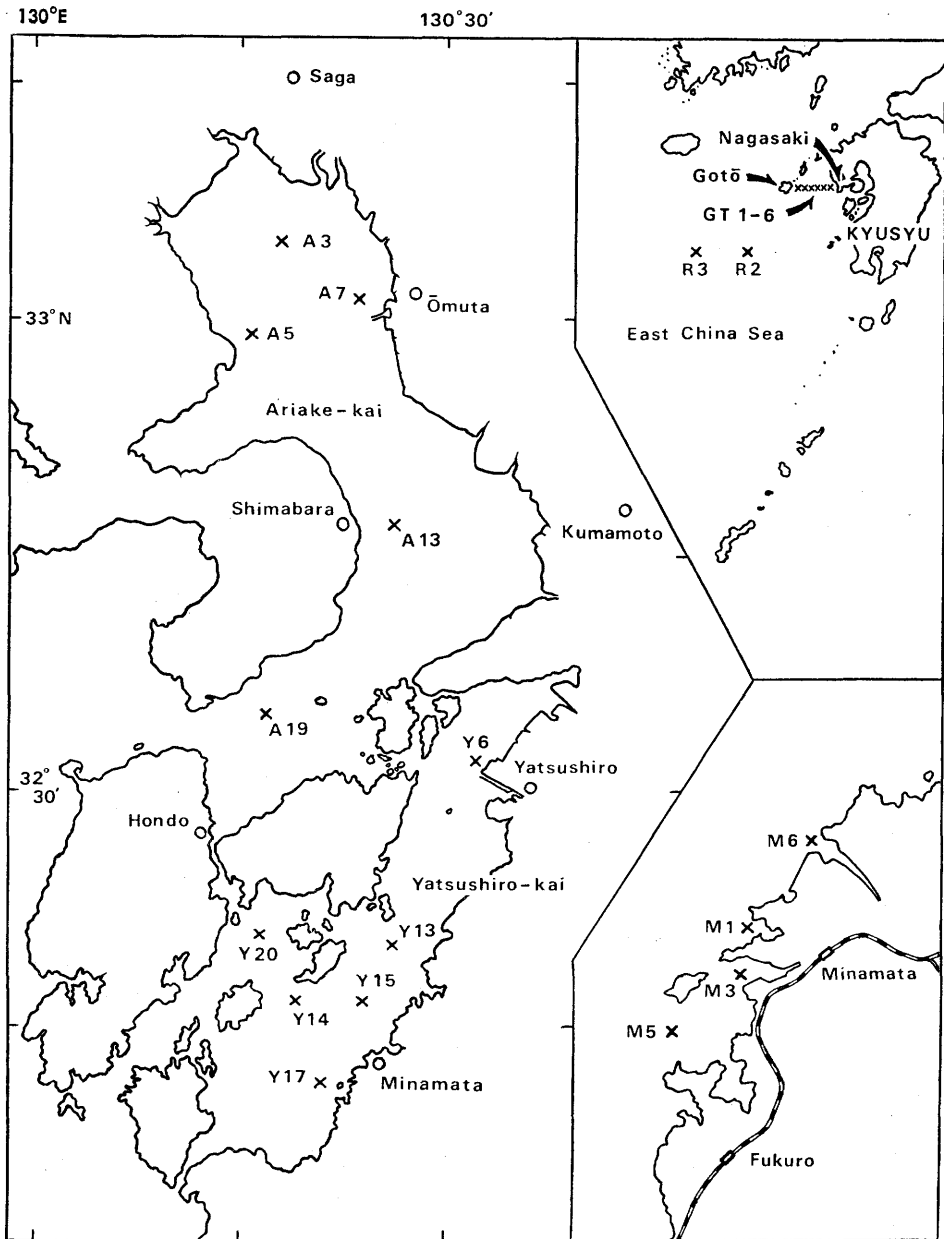 130°E
130°30′
Saga
A3
A7
Ōmuta
33°N
A5
Ariake-kai
Shimabara
A13
Kumamoto
A19
Y6
Yatsushiro
32°
30′
Hondo
Yatsushiro-kai
Y13
Y20
Y15
Y14
Y17
Minamata
Nagasaki
Gotō
GT 1-6
KYUSYU
R3
R2
East China Sea
M6
M1
Minamata
M3
M5
Fukuro